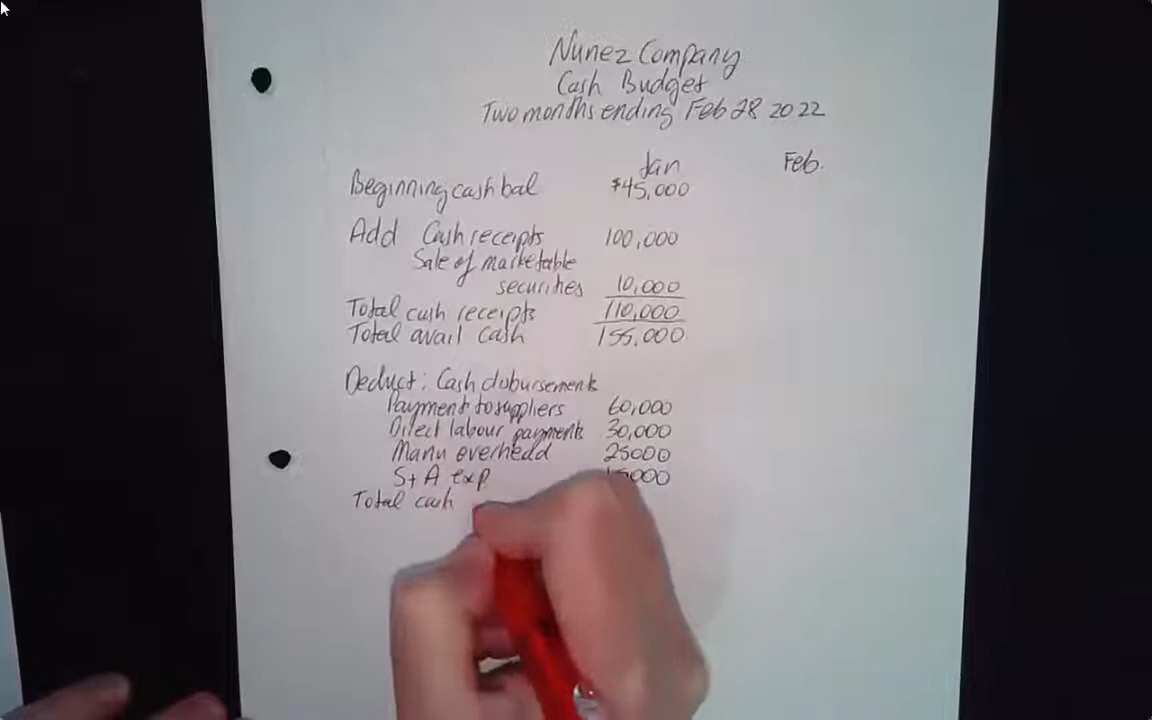 Nunez Company
Cash Budget
Two months ending Feb 28 2022
Jan Feb.
Beginning cash bal $45,000
Add Cash receipts 100,000
Sale of marketable
securities 10,000
Total cash receipts 110,000
Total avail cash 155,000
Deduct: Cash disbursements
Payment to suppliers 60,000
Direct labour payments 30,000
Manu overhead 25000
S+A exp
Total cash